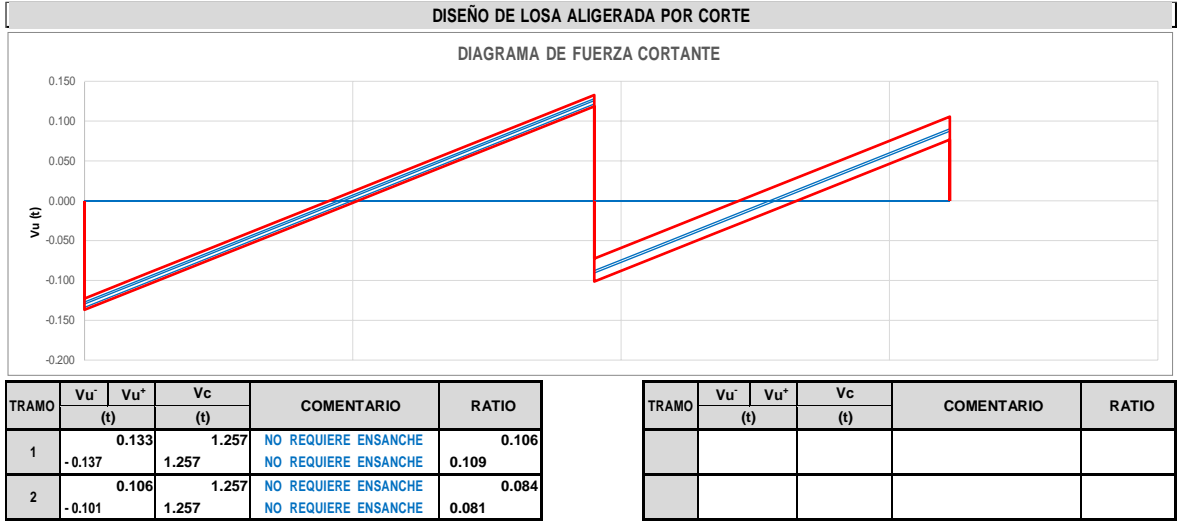 DISEÑO DE LOSA ALIGERADA POR CORTE
DIAGRAMA DE FUERZA CORTANTE
Vu (t)
0.150
0.100
0.050
0.000
-0.050
-0.100
-0.150
-0.200
TRAMO Vu⁻ Vu⁺ Vc COMENTARIO RATIO
(t) (t)
1 0.133 1.257 NO REQUIERE ENSANCHE 0.106
-0.137 1.257 NO REQUIERE ENSANCHE 0.109
2 0.106 1.257 NO REQUIERE ENSANCHE 0.084
-0.101 1.257 NO REQUIERE ENSANCHE 0.081
TRAMO Vu⁻ Vu⁺ Vc COMENTARIO RATIO
(t) (t)